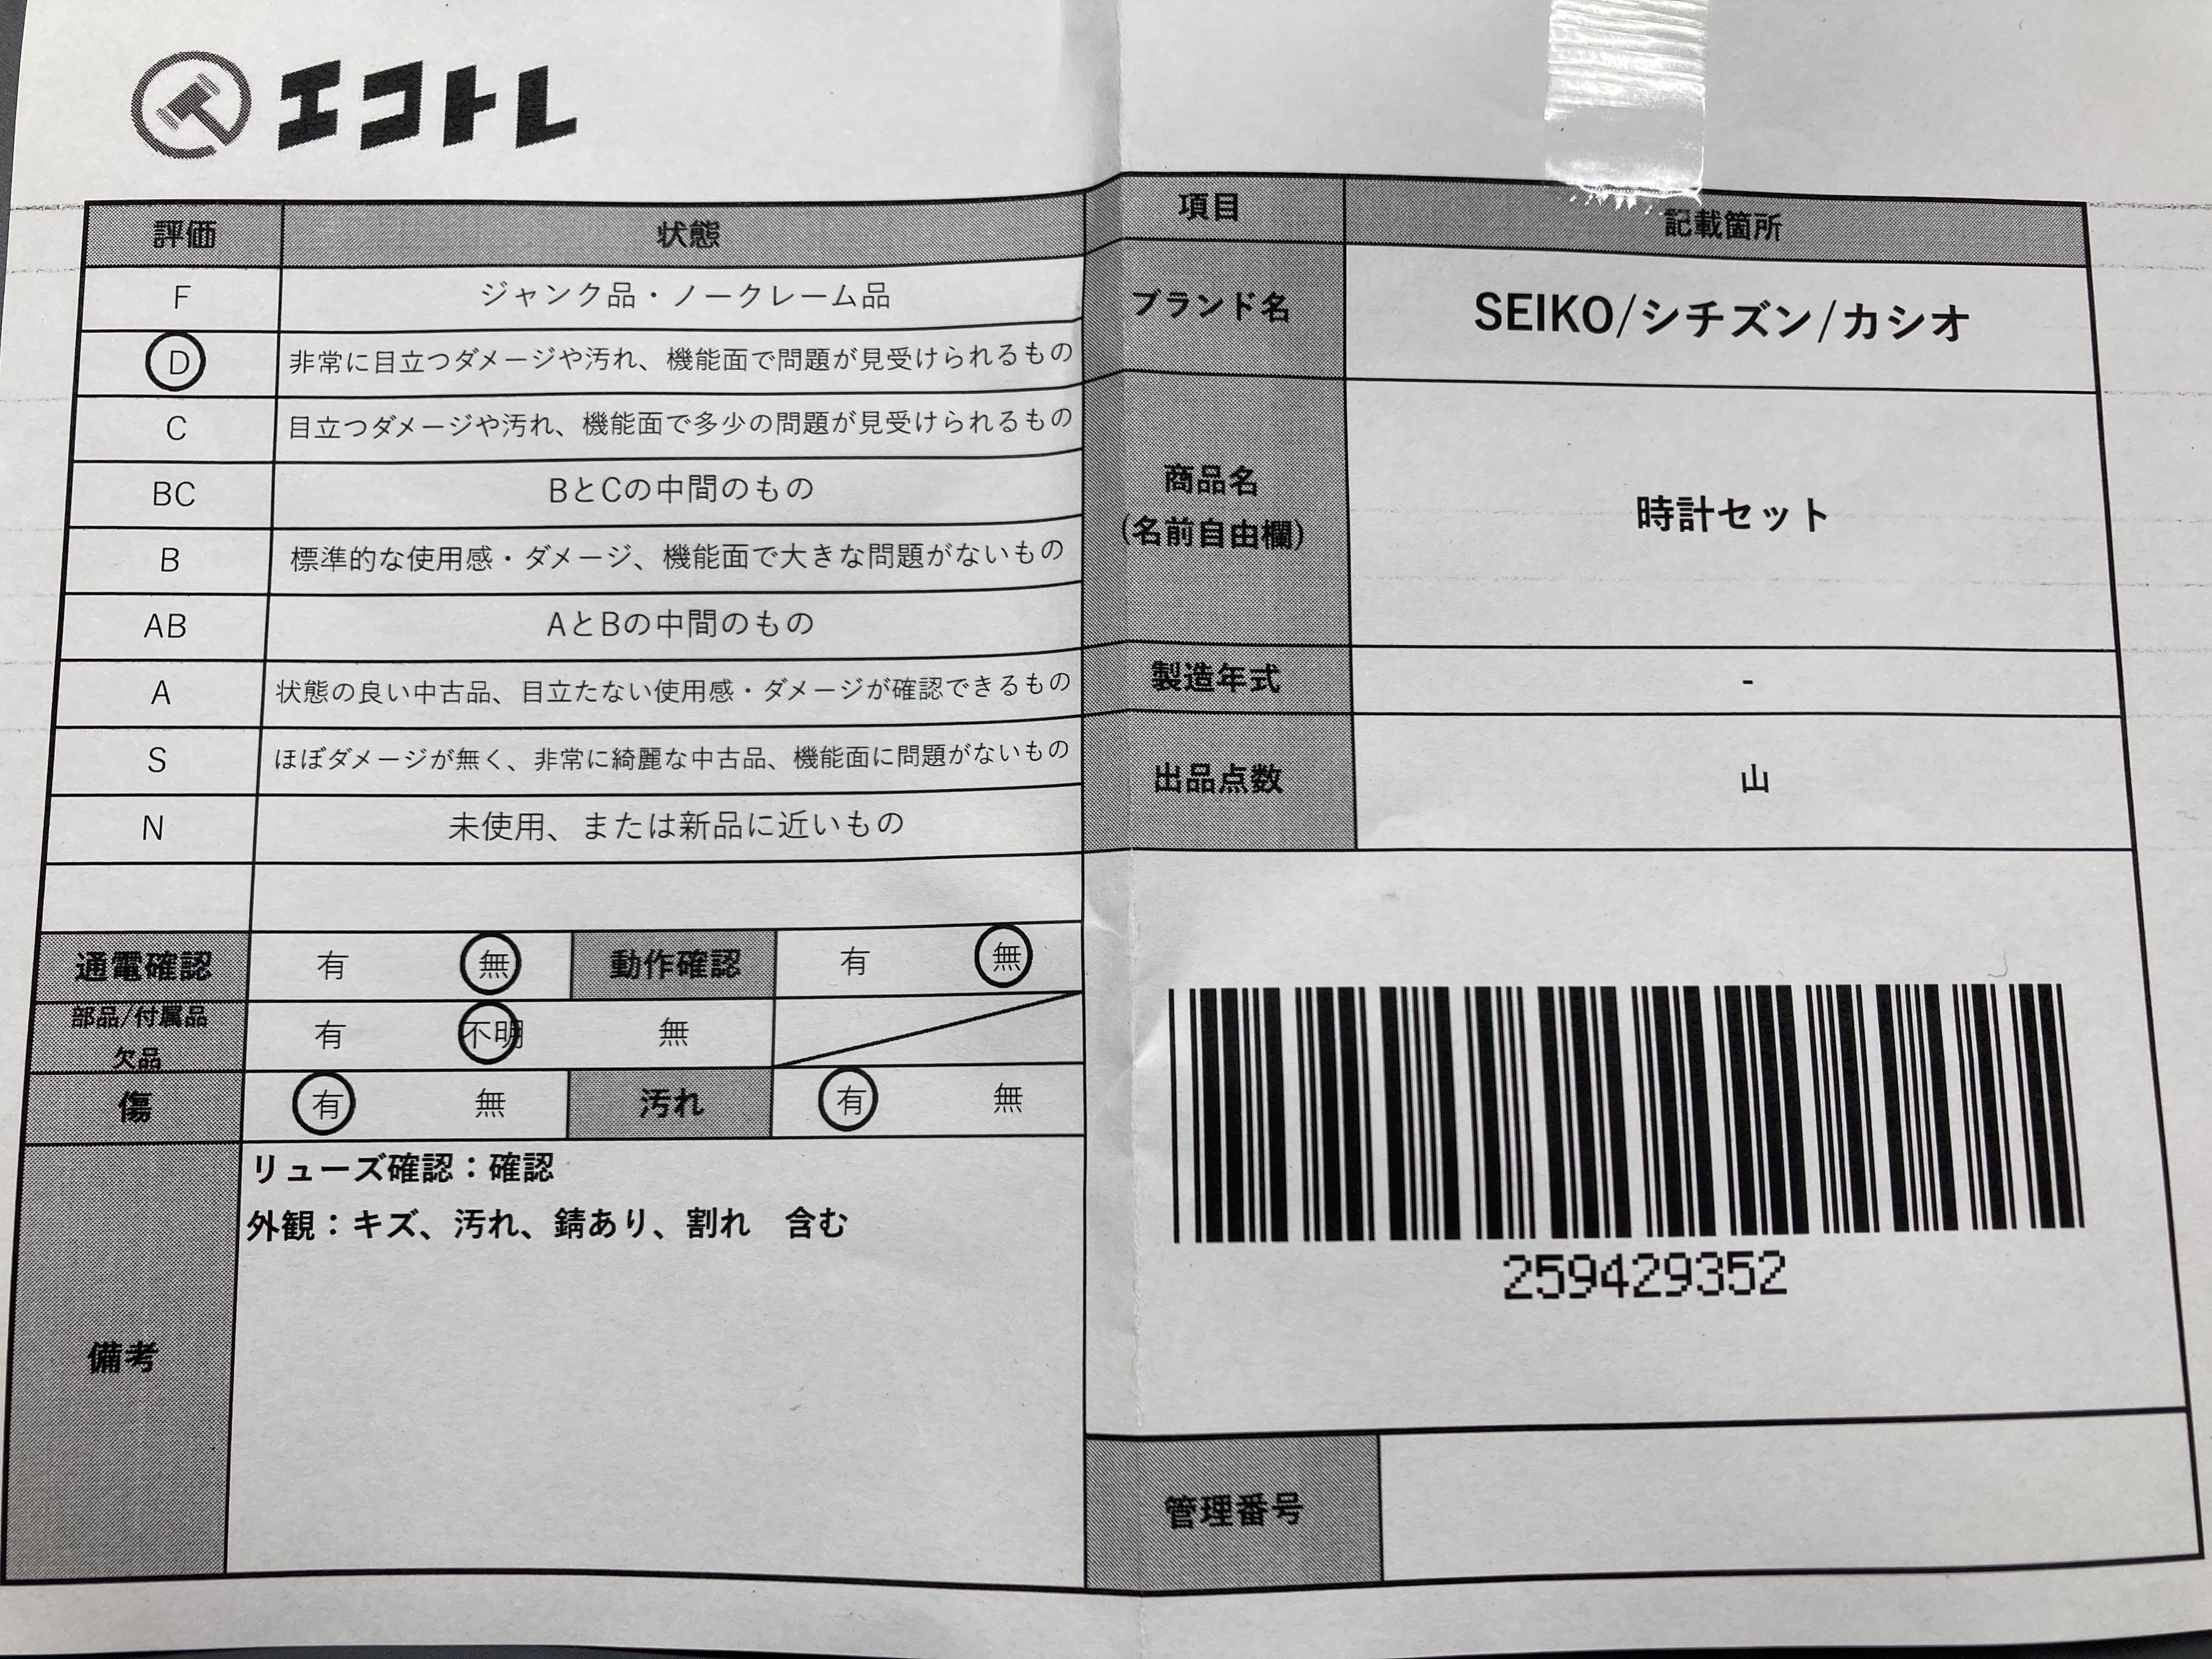 エコトレ
評価 状態
F ジャンク品・ノークレーム品
D 非常に目立つダメージや汚れ、機能面で問題が見受けられるもの
C 目立つダメージや汚れ、機能面で多少の問題が見受けられるもの
BC BとCの中間のもの
B 標準的な使用感・ダメージ、機能面で大きな問題がないもの
AB AとBの中間のもの
A 状態の良い中古品、目立たない使用感・ダメージが確認できるもの
S ほぼダメージが無く、非常に綺麗な中古品、機能面に問題がないもの
N 未使用、または新品に近いもの
通電確認 有 無 動作確認 有 無
部品/付属品
欠品 有 不明 無
傷 有 無 汚れ 有 無
備考
リューズ確認：確認
外観：キズ、汚れ、錆あり、割れ　含む
項目 記載箇所
ブランド名 SEIKO/シチズン/カシオ
商品名
(名前自由欄)
時計セット
製造年式 -
出品点数 山
259429352
管理番号